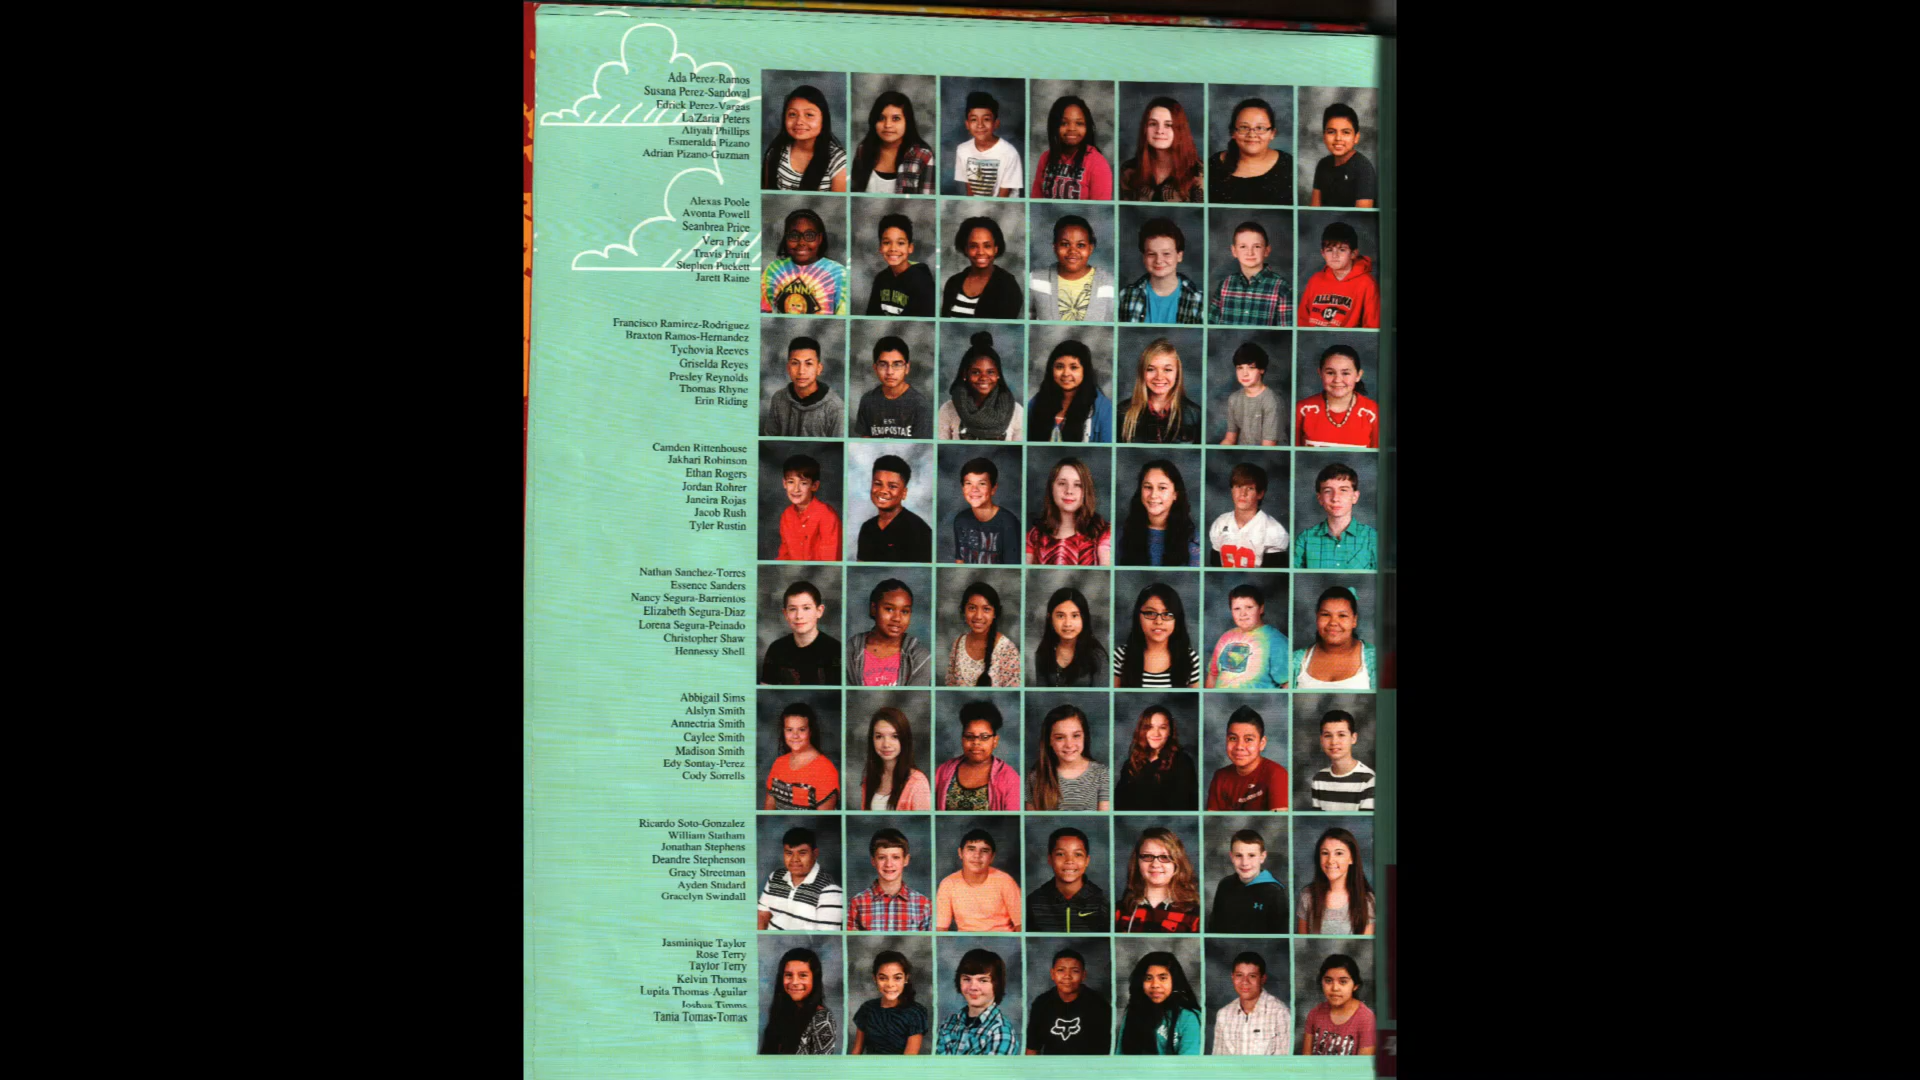 Ada Perez-Ramos
Susana Perez-Sandoval
Edrick Perez-Vargas
La'Zaria Peters
Aliyah Phillips
Esmeralda Pizano
Adrian Pizano-Guzman
Alexas Poole
Avonta Powell
Seanbrea Price
Vera Price
Travis Pruitt
Stephen Puckett
Jarett Raine
Francisco Ramirez-Rodriguez
Braxton Ramos-Hernandez
Tychovia Reeves
Griselda Reyes
Presley Reynolds
Thomas Rhyne
Erin Riding
Camden Rittenhouse
Jakhari Robinson
Ethan Rogers
Jordan Rohrer
Janeira Rojas
Jacob Rush
Tyler Rustin
Nathan Sanchez-Torres
Essence Sanders
Nancy Segura-Barrientos
Elizabeth Segura-Diaz
Lorena Segura-Peinado
Christopher Shaw
Hennessy Shell
Abbigail Sims
Alslyn Smith
Annectria Smith
Caylee Smith
Madison Smith
Edy Sontay-Perez
Cody Sorrells
Ricardo Soto-Gonzalez
William Statham
Jonathan Stephens
Deandre Stephenson
Gracy Streetman
Ayden Studard
Gracelyn Swindall
Jasminique Taylor
Rose Terry
Taylor Terry
Kelvin Thomas
Lupita Thomas-Aguilar
Joshua Timms
Tania Tomas-Tomas